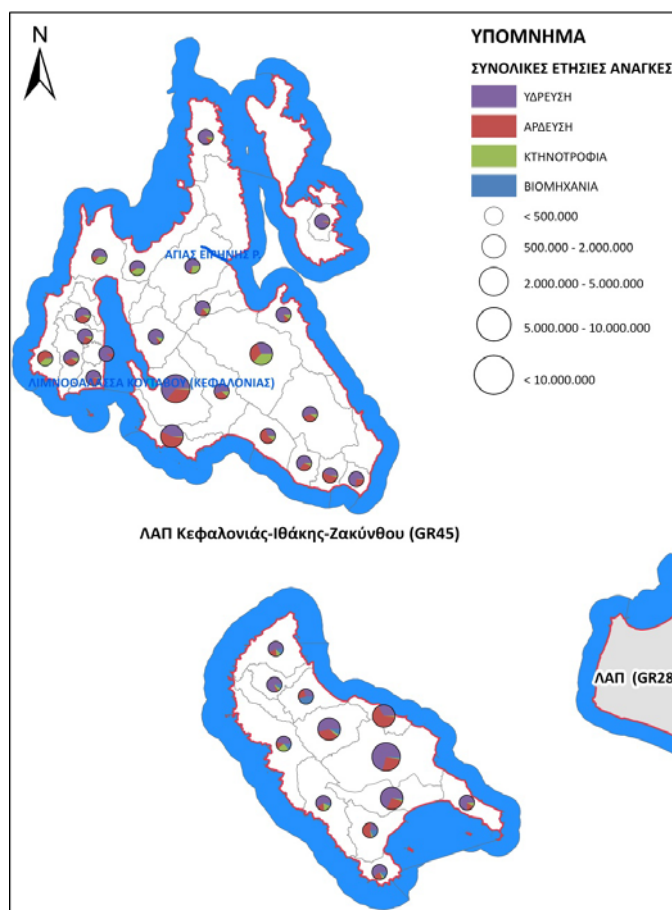 N
ΥΠΟΜΝΗΜΑ
ΣΥΝΟΛΙΚΕΣ ΕΤΗΣΙΕΣ ΑΝΑΓΚΕΣ
ΥΔΡΕΥΣΗ
ΑΡΔΕΥΣΗ
ΚΤΗΝΟΤΡΟΦΙΑ
ΒΙΟΜΗΧΑΝΙΑ
< 500.000
500.000 - 2.000.000
2.000.000 - 5.000.000
5.000.000 - 10.000.000
< 10.000.000
ΑΓΙΑΣ ΕΙΡΗΝΗΣ Ρ.
ΛΙΜΝΟΘΑΛΑΣΣΑ ΚΟΥΤΑΒΟΥ (ΚΕΦΑΛΟΝΙΑΣ)
ΛΑΠ Κεφαλονιάς-Ιθάκης-Ζακύνθου (GR45)
ΛΑΠ (GR28